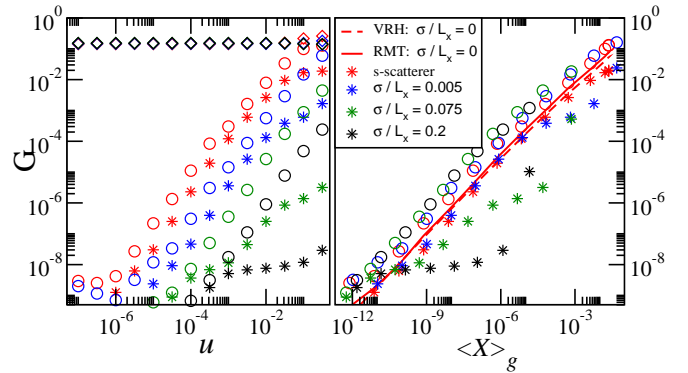 10^0
10^-2
10^-4
10^-6
10^-8
G
10^-6
10^-4
10^-2
u
VRH: σ / L_x = 0
RMT: σ / L_x = 0
s-scatterer
σ / L_x = 0.005
σ / L_x = 0.075
σ / L_x = 0.2
10^0
10^-2
10^-4
10^-6
10^-8
10^-12
10^-9
10^-6
10^-3
<X>_g